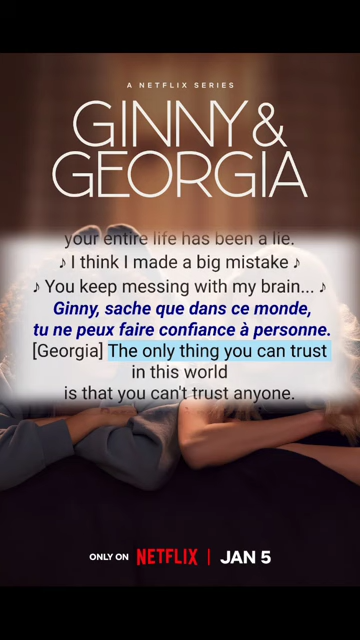 A NETFLIX SERIES
GINNY &
GEORGIA
your entire life has been a lie.
♪ I think I made a big mistake ♪
♪ You keep messing with my brain... ♪
Ginny, sache que dans ce monde,
tu ne peux faire confiance à personne.
[Georgia] The only thing you can trust
in this world
is that you can't trust anyone.
ONLY ON NETFLIX | JAN 5